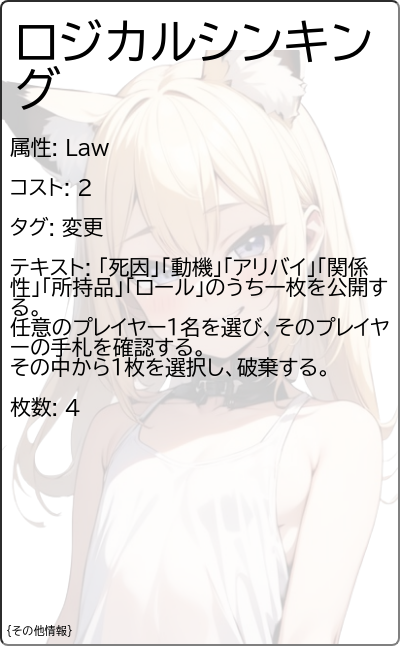 ロジカルシンキン
グ
属性: Law
コスト: 2
タグ: 変更
テキスト: 「死因」「動機」「アリバイ」「関係
性」「所持品」「ロール」のうち一枚を公開す
る。
任意のプレイヤー1名を選び、そのプレイヤ
ーの手札を確認する。
その中から1枚を選択し、破棄する。
枚数: 4
{その他情報}